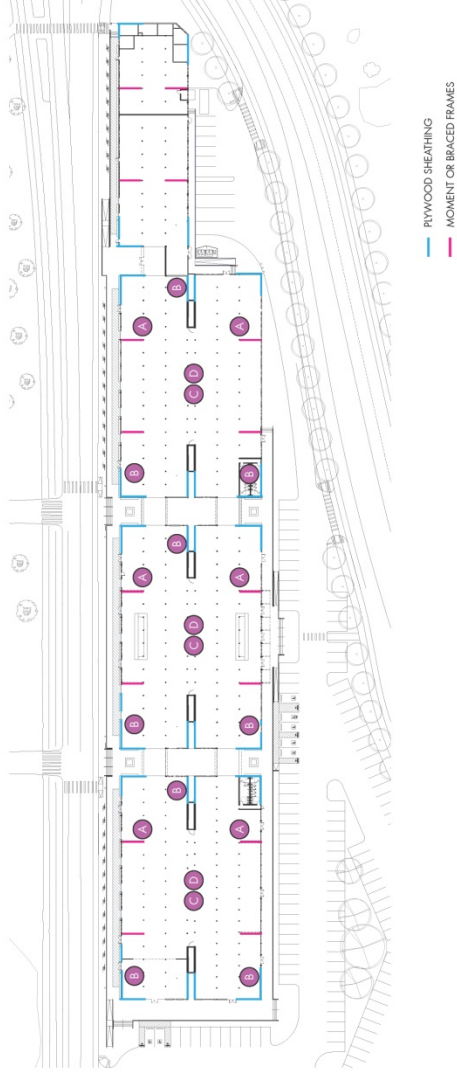 B A B A B A
B B B
C D C D C D
B A B A B A
PLYWOOD SHEATHING
MOMENT OR BRACED FRAMES